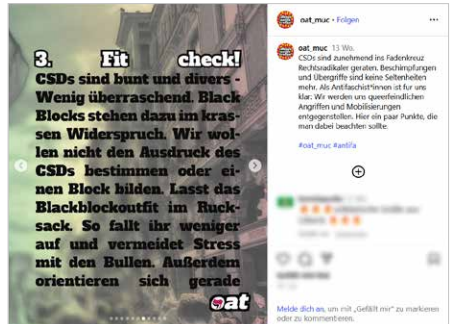 3. Fit check!
CSDs sind bunt und divers -
Wenig überraschend. Black
Blocks stehen dazu im kras-
sen Widerspruch. Wir wol-
len nicht den Ausdruck des
CSDs bestimmen oder ei-
nen Block bilden. Lasst das
Blackblockoutfit im Ruck-
sack. So fallt ihr weniger
auf und vermeidet Stress
mit den Bullen. Außerdem
orientieren sich gerade
oat
oat_muc • Folgen
oat_muc 13 Wo.
CSDs sind zunehmend ins Fadenkreuz
Rechtsradikaler geraten. Beschimpfungen
und Übergriffe sind keine Seltenheiten
mehr. Als Antifaschist*innen ist für uns
klar: Wir werden uns queerfeindlichen
Angriffen und Mobilisierungen
entgegenstellen. Hier ein paar Punkte, die
man dabei beachten sollte.
#oat_muc #antifa
Melde dich an, um mit „Gefällt mir“ zu markieren
oder zu kommentieren.